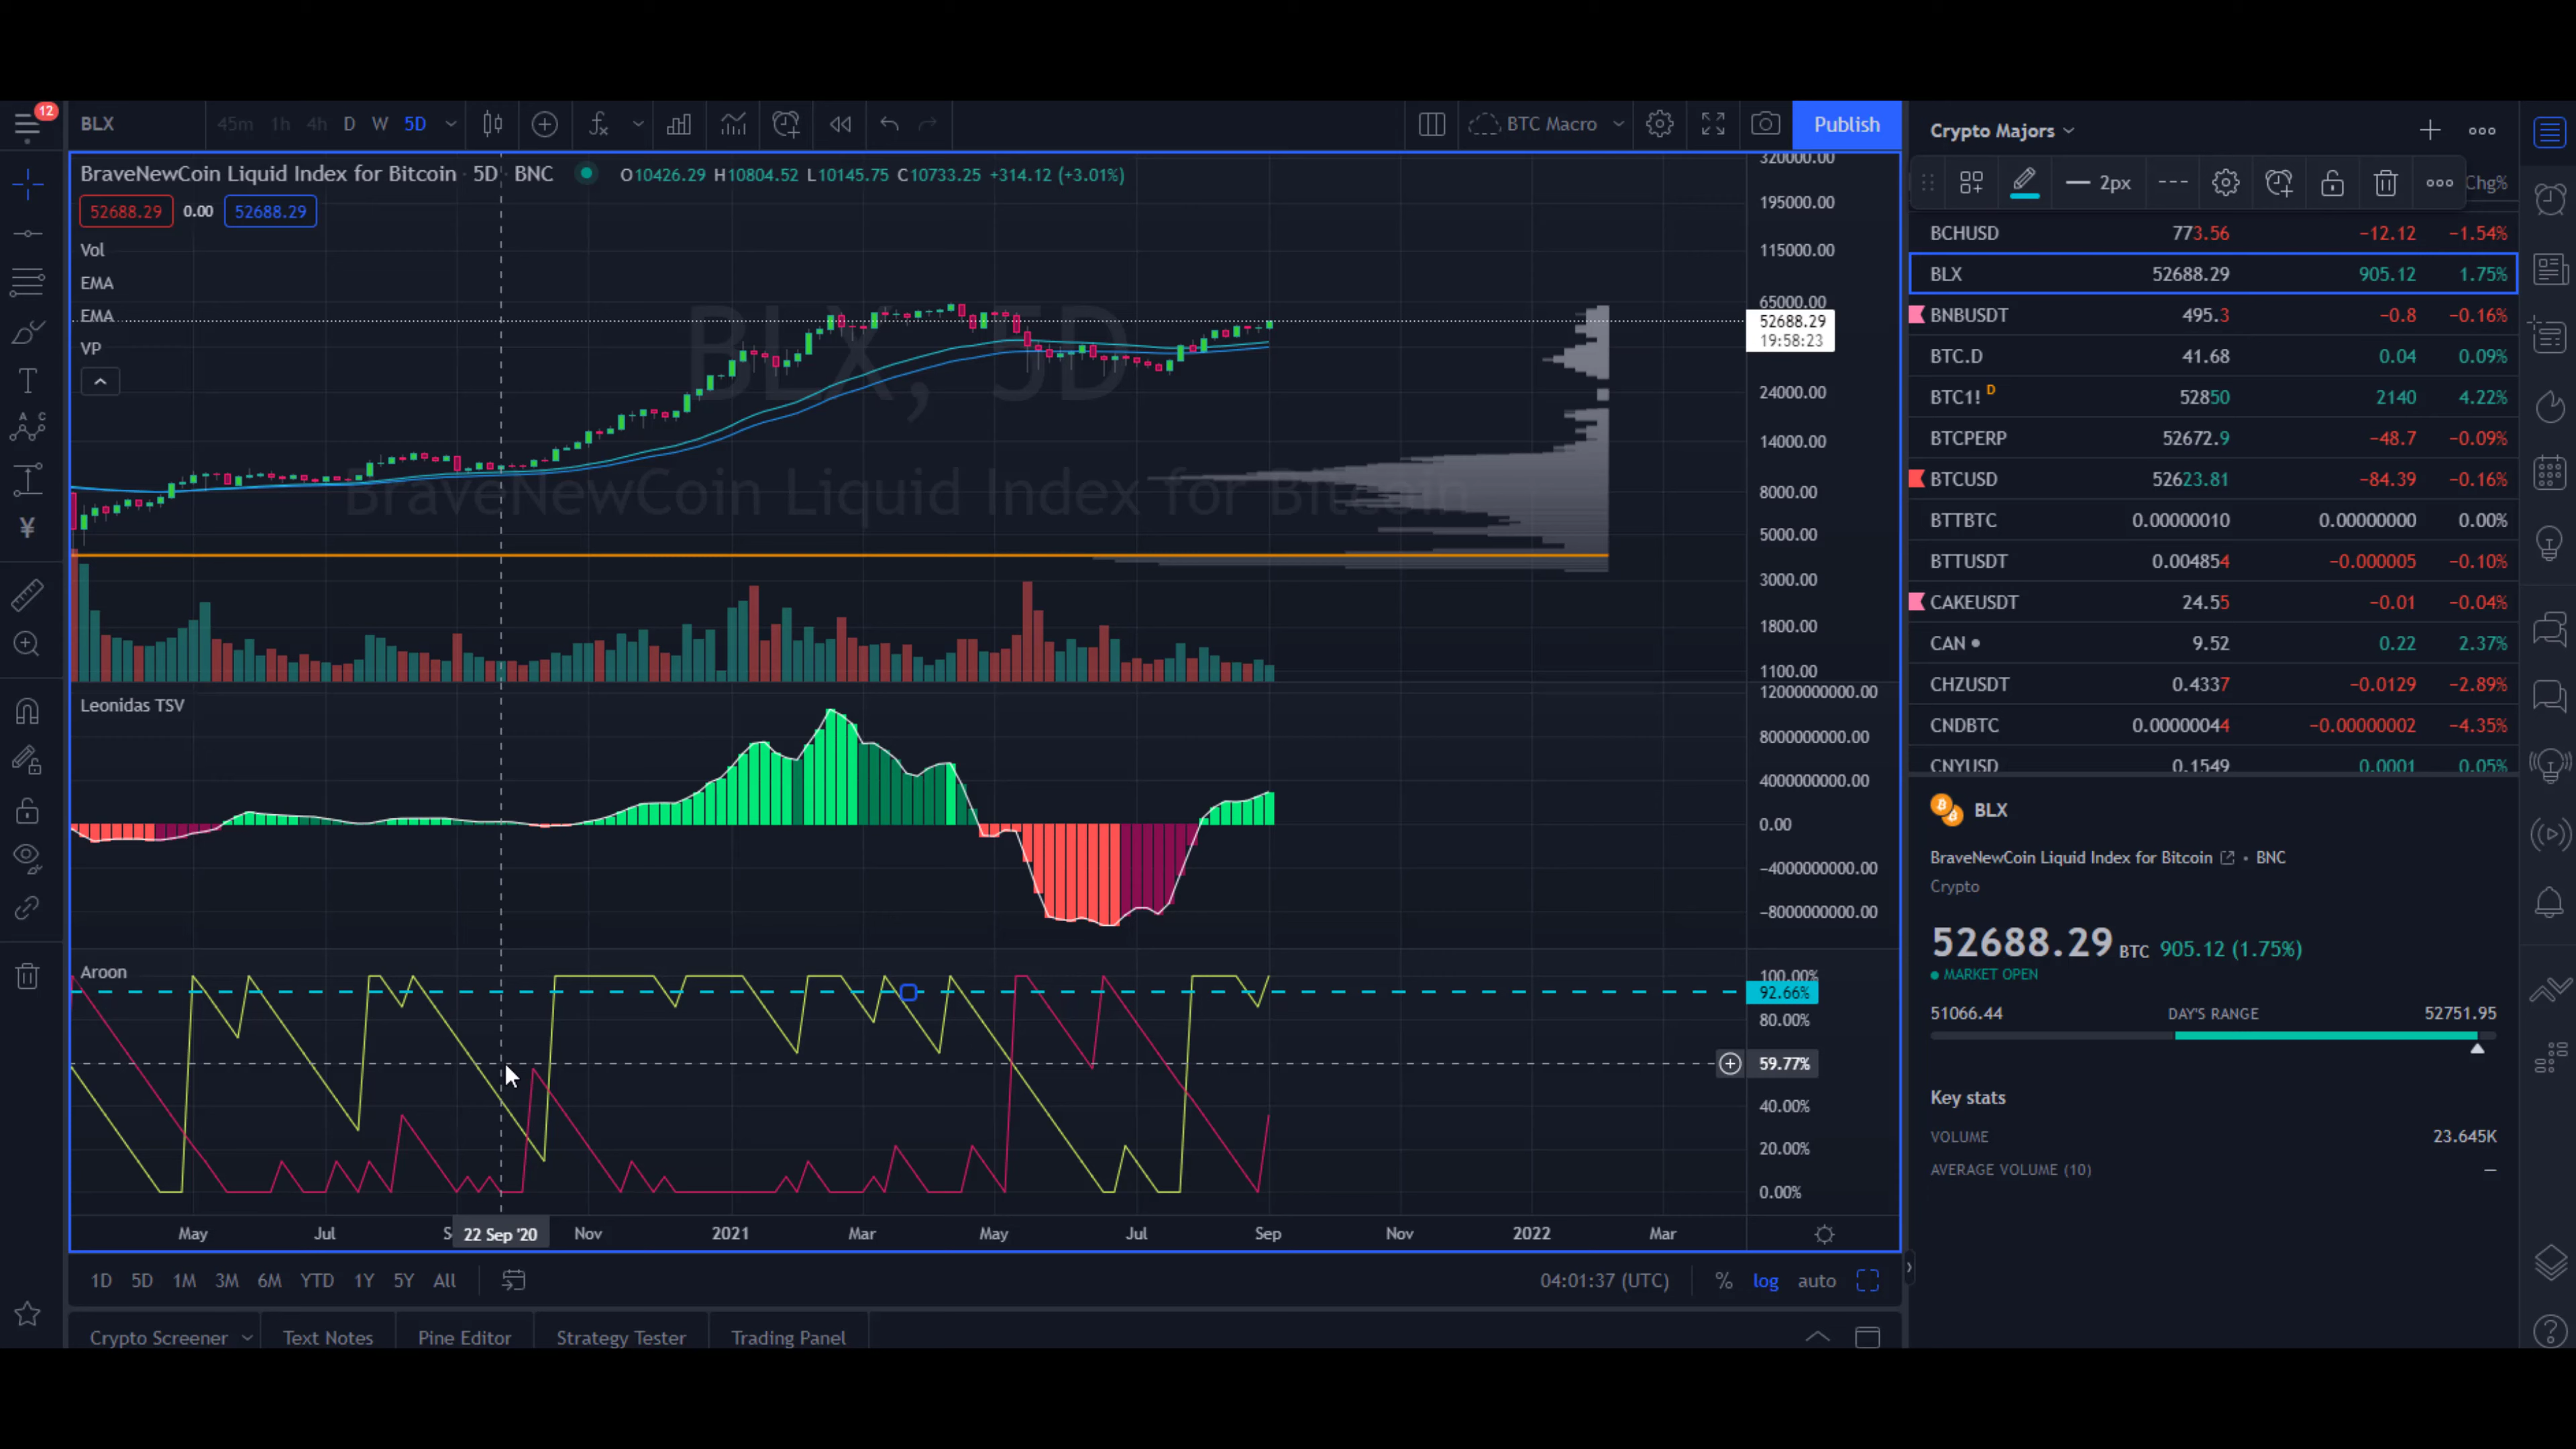 12
BLX 45m 1h 4h D W 5D BTC Macro Publish
Crypto Majors
BraveNewCoin Liquid Index for Bitcoin · 5D · BNC O10426.29 H10804.52 L10145.75 C10733.25 +314.12 (+3.01%)
2px Chg%
52688.29 0.00 52688.29
Vol
EMA
EMA
VP
BLX, 5D
BraveNewCoin Liquid Index for Bitcoin
320000.00
195000.00
115000.00
65000.00
52688.29
19:58:23
24000.00
14000.00
8000.00
5000.00
3000.00
1800.00
1100.00
Leonidas TSV
12000000000.00
8000000000.00
4000000000.00
0.00
−4000000000.00
−8000000000.00
Aroon
100.00%
92.66%
80.00%
59.77%
40.00%
20.00%
0.00%
May Jul 22 Sep '20 Nov 2021 Mar May Jul Sep Nov 2022 Mar
1D 5D 1M 3M 6M YTD 1Y 5Y All 04:01:37 (UTC) % log auto
Crypto Screener Text Notes Pine Editor Strategy Tester Trading Panel
BCHUSD 773.56 −12.12 −1.54%
BLX 52688.29 905.12 1.75%
BNBUSDT 495.3 −0.8 −0.16%
BTC.D 41.68 0.04 0.09%
BTC1! D 52850 2140 4.22%
BTCPERP 52672.9 −48.7 −0.09%
BTCUSD 52623.81 −84.39 −0.16%
BTTBTC 0.00000010 0.00000000 0.00%
BTTUSDT 0.004854 −0.000005 −0.10%
CAKEUSDT 24.55 −0.01 −0.04%
CAN 9.52 0.22 2.37%
CHZUSDT 0.4337 −0.0129 −2.89%
CNDBTC 0.00000044 −0.00000002 −4.35%
CNYUSD 0.1549 0.0001 0.05%
BLX
BraveNewCoin Liquid Index for Bitcoin • BNC
Crypto
52688.29 BTC 905.12 (1.75%)
MARKET OPEN
51066.44 DAY'S RANGE 52751.95
Key stats
VOLUME 23.645K
AVERAGE VOLUME (10) —